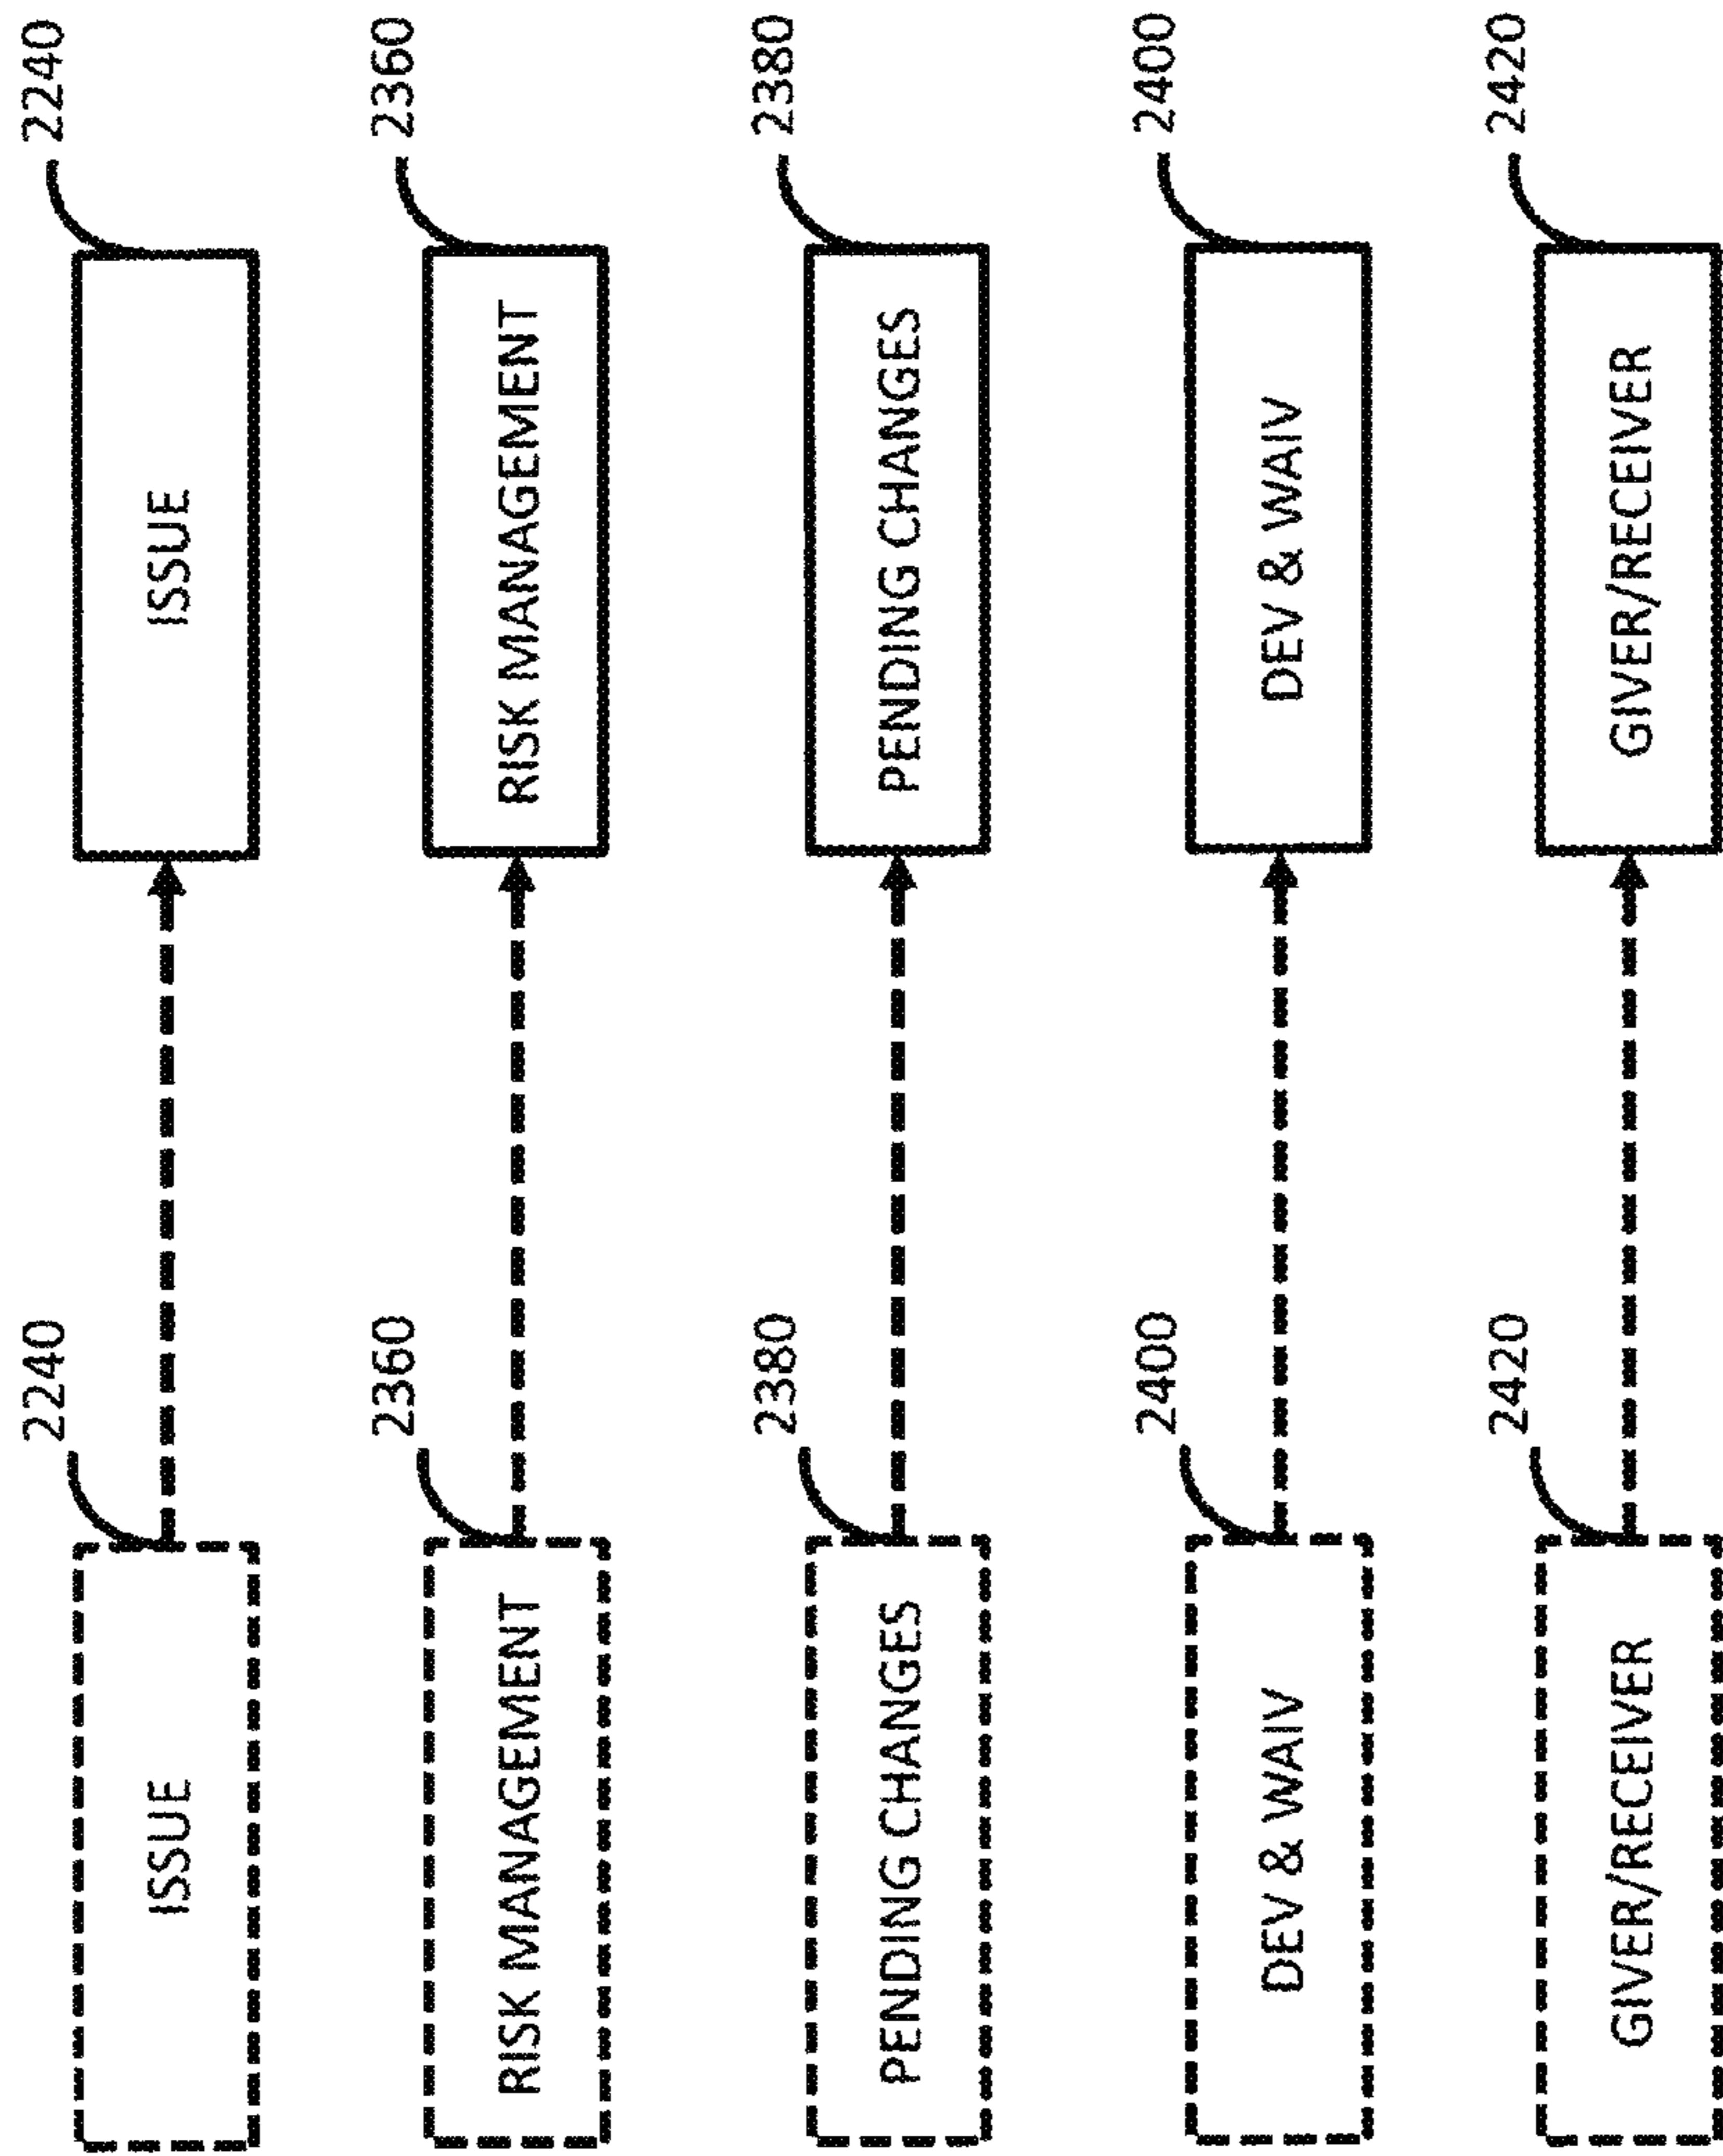 2240
2240
ISSUE
ISSUE
2360
2360
RISK MANAGEMENT
RISK MANAGEMENT
2380
2380
PENDING CHANGES
PENDING CHANGES
2400
2400
DEV & WAIV
DEV & WAIV
2420
2420
GIVER/RECEIVER
GIVER/RECEIVER